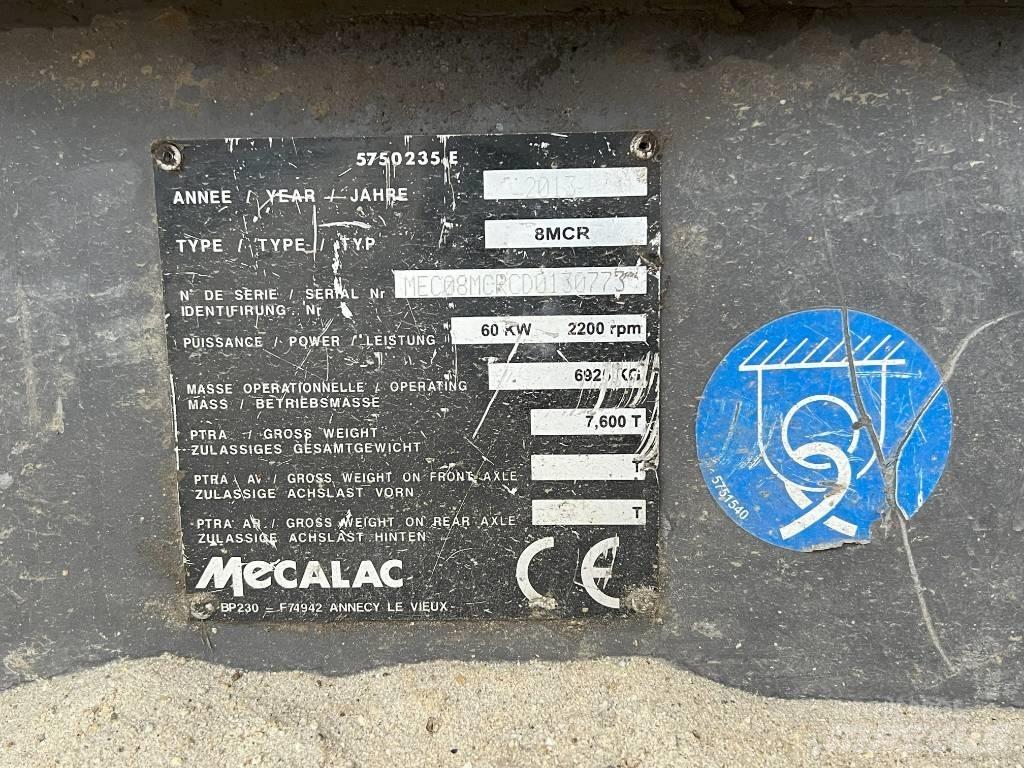 5750235.E
ANNEE / YEAR / JAHRE 2013
TYPE / TYPE / TYP 8MCR
N° DE SERIE / SERIAL Nr MEC08MCRCD0130773
IDENTIFIRUNG . Nr
PUISSANCE / POWER / LEISTUNG 60 KW 2200 rpm
MASSE OPERATIONNELLE / OPERATING 6925 KG
MASS / BETRIEBSMASSE
PTRA / GROSS WEIGHT 7,600 T
ZULASSIGES GESAMTGEWICHT
PTRA AV / GROSS WEIGHT ON FRONT AXLE T
ZULASSIGE ACHSLAST VORN
PTRA AR / GROSS WEIGHT ON REAR AXLE T
ZULASSIGE ACHSLAST HINTEN
MECALAC CE
BP230 - F74942 ANNECY LE VIEUX
5751540